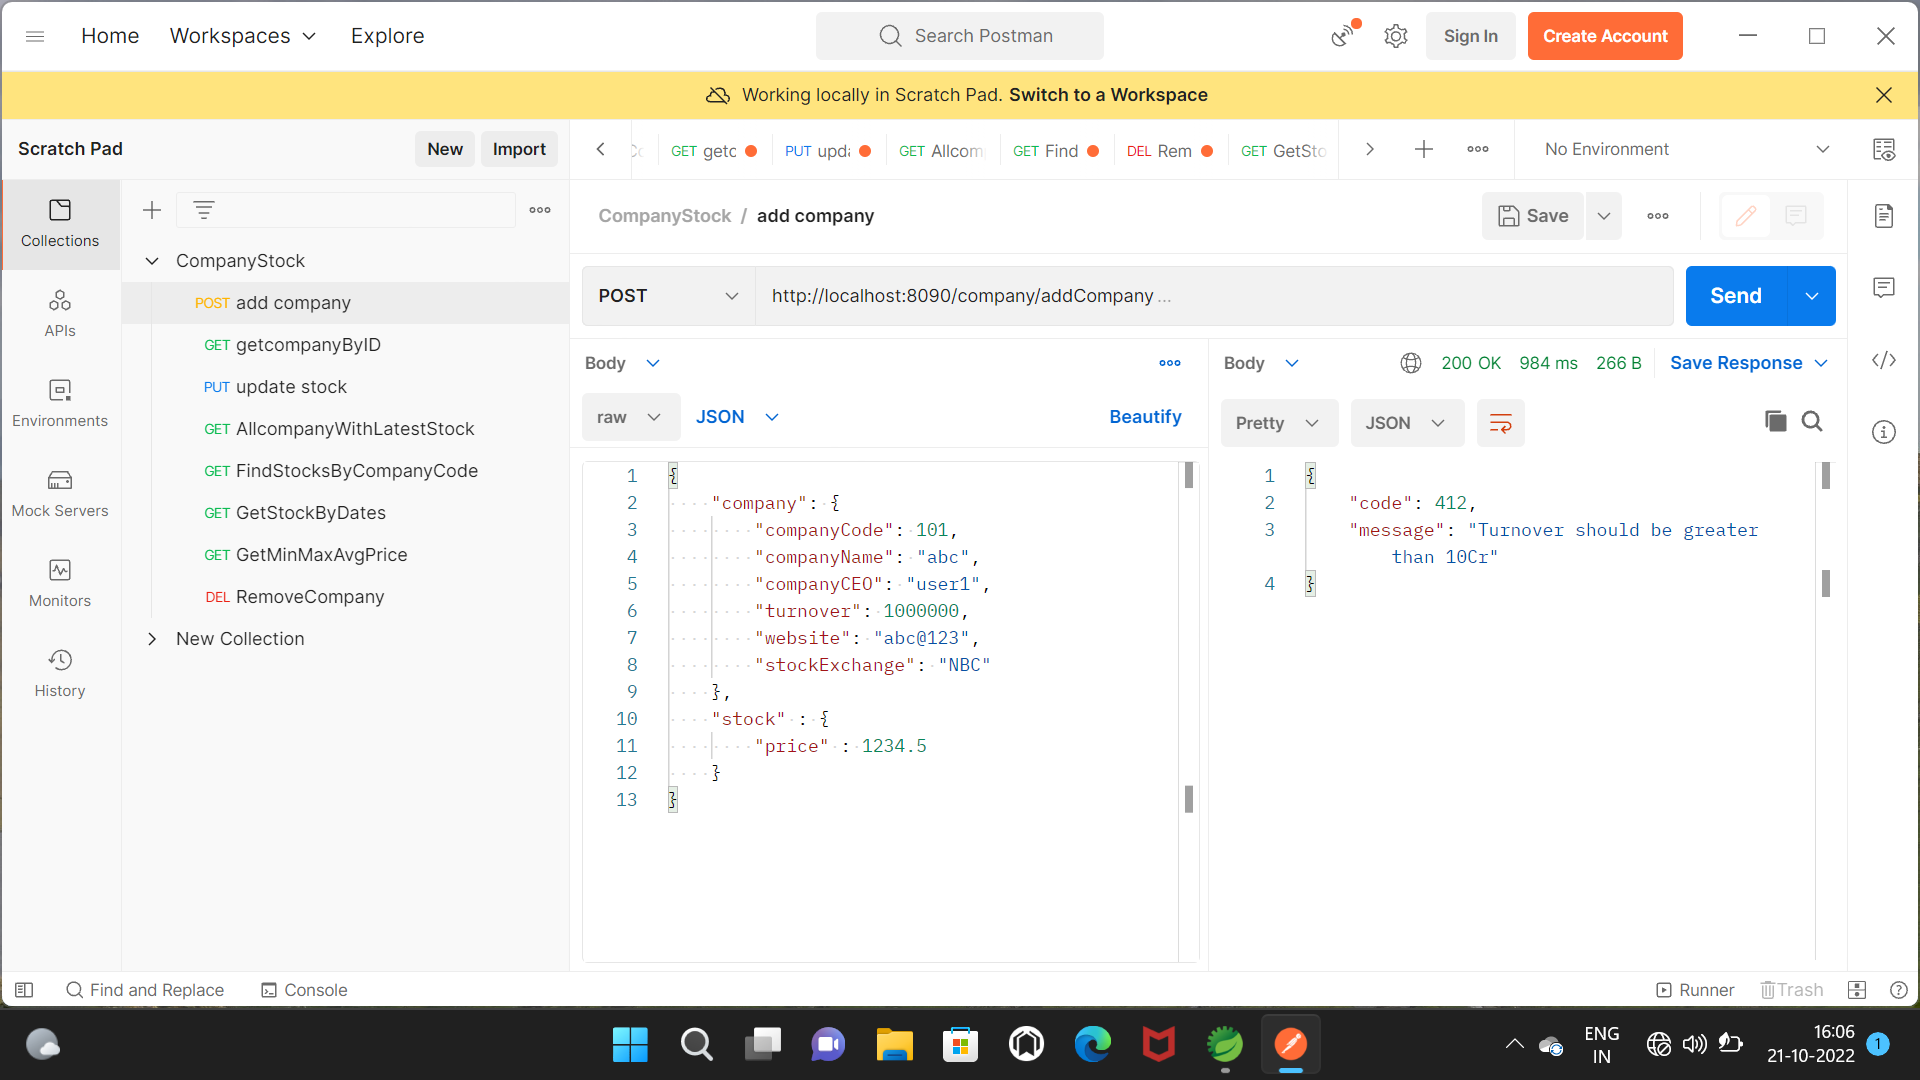 Home Workspaces Explore Search Postman Sign In Create Account
Working locally in Scratch Pad. Switch to a Workspace
Scratch Pad New Import GET getc PUT upd GET Allcom GET Find DEL Rem GET GetSto No Environment
Collections
APIs
Environments
Mock Servers
Monitors
History
CompanyStock
POST add company
GET getcompanyByID
PUT update stock
GET AllcompanyWithLatestStock
GET FindStocksByCompanyCode
GET GetStockByDates
GET GetMinMaxAvgPrice
DEL RemoveCompany
New Collection
CompanyStock / add company Save
POST http://localhost:8090/company/addCompany ... Send
Body
raw JSON Beautify
1 {
2 "company": {
3 "companyCode": 101,
4 "companyName": "abc",
5 "companyCEO": "user1",
6 "turnover": 1000000,
7 "website": "abc@123",
8 "stockExchange": "NBC"
9 },
10 "stock" : {
11 "price" : 1234.5
12 }
13 }
Body 200 OK 984 ms 266 B Save Response
Pretty JSON
1 {
2 "code": 412,
3 "message": "Turnover should be greater
than 10Cr"
4 }
Find and Replace Console Runner Trash
ENG
IN
16:06
21-10-2022
1